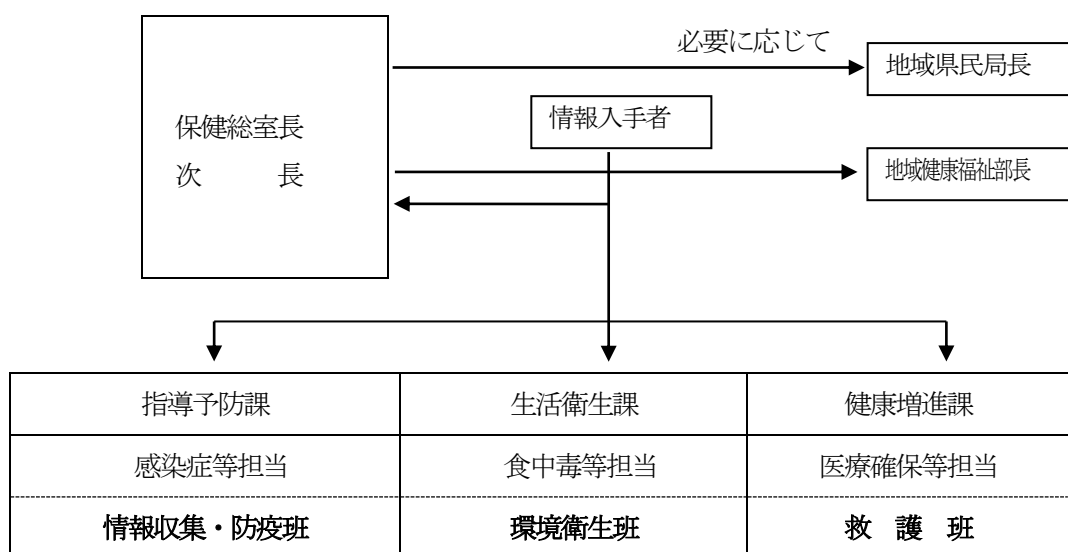 必要に応じて
地域県民局長
情報入手者
保健総室長
次　　　長
地域健康福祉部長
指導予防課　生活衛生課　健康増進課
感染症等担当　食中毒等担当　医療確保等担当
情報収集・防疫班　環境衛生班　救　護　班